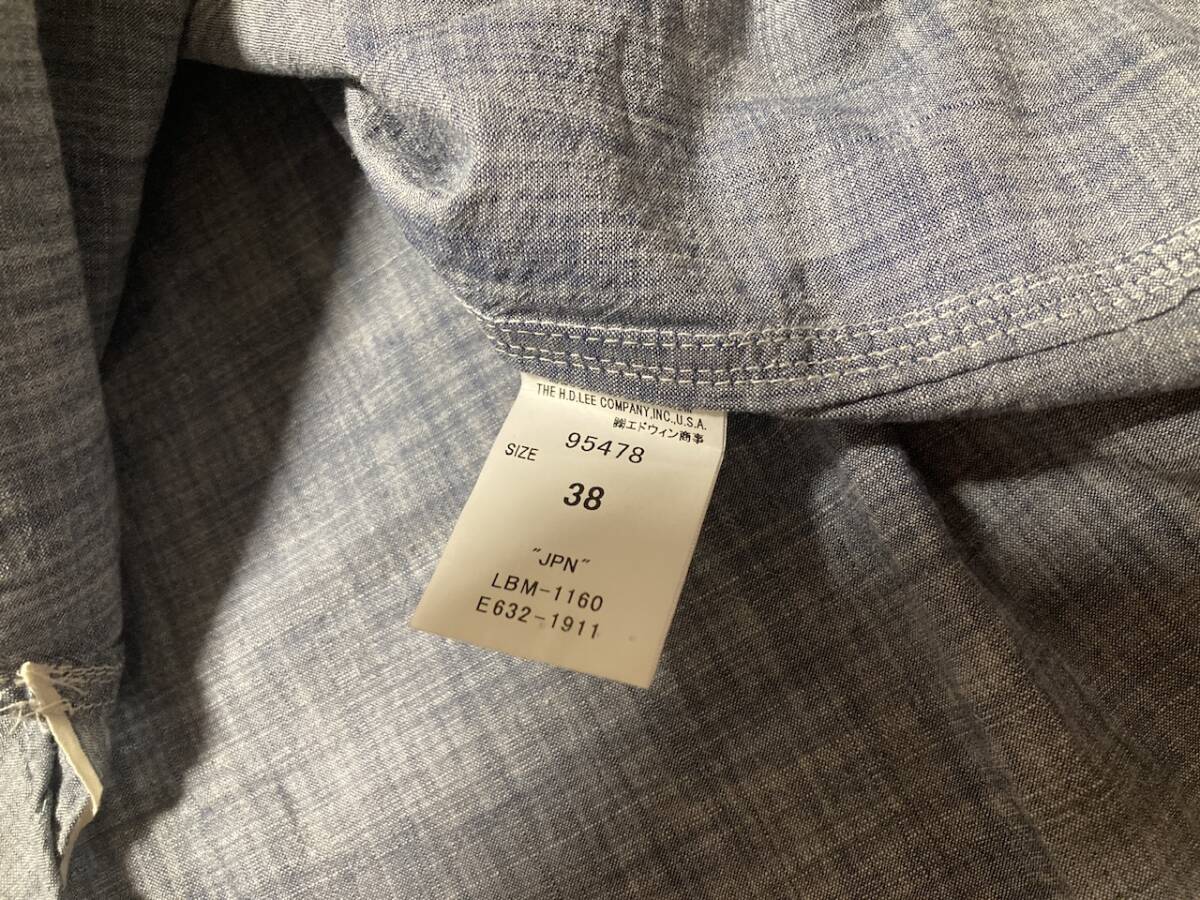 THE H.D.LEE COMPANY,INC.,U.S.A.
㈱エドウィン商事
95478
SIZE
38
"JPN"
LBM-1160
E632-1911